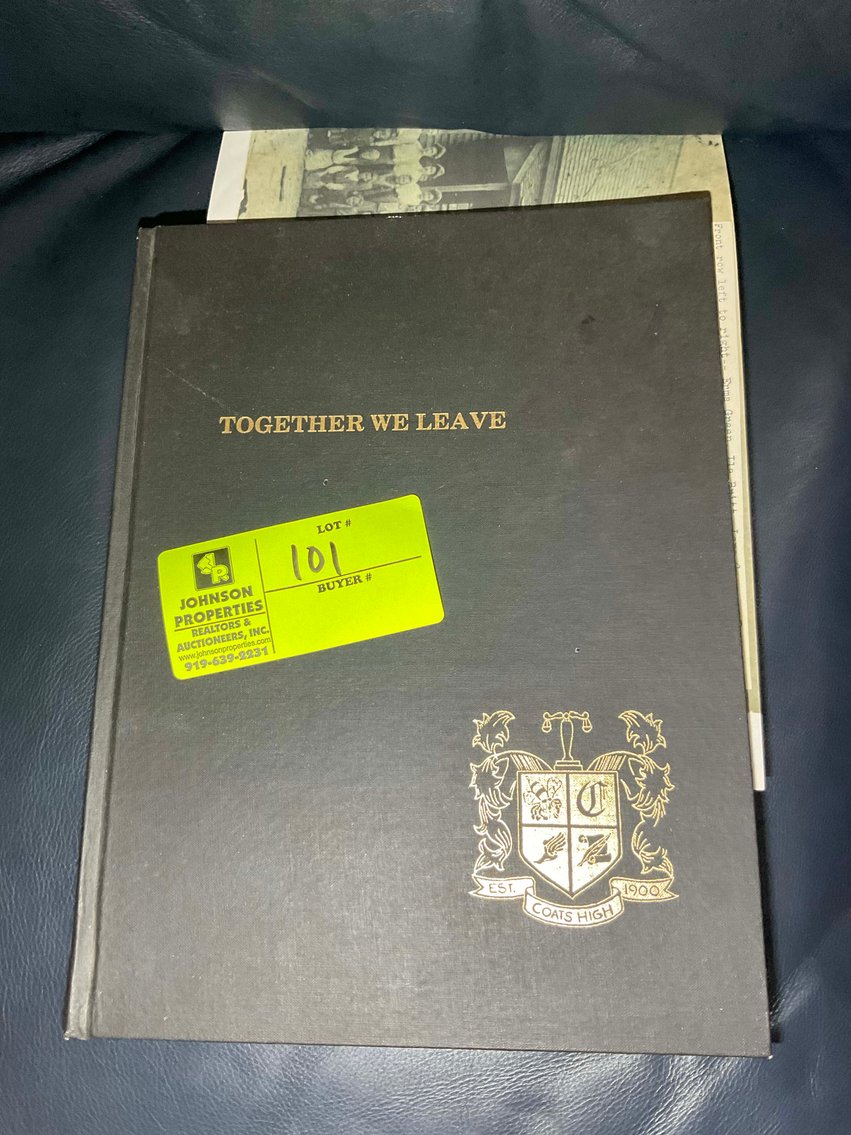 Front row left to right--
TOGETHER WE LEAVE
LOT #
101
BUYER #
JP
JOHNSON
PROPERTIES
REALTORS &
AUCTIONEERS, INC.
www.johnsonproperties.com
919-639-2231
C
EST. 1900
COATS HIGH